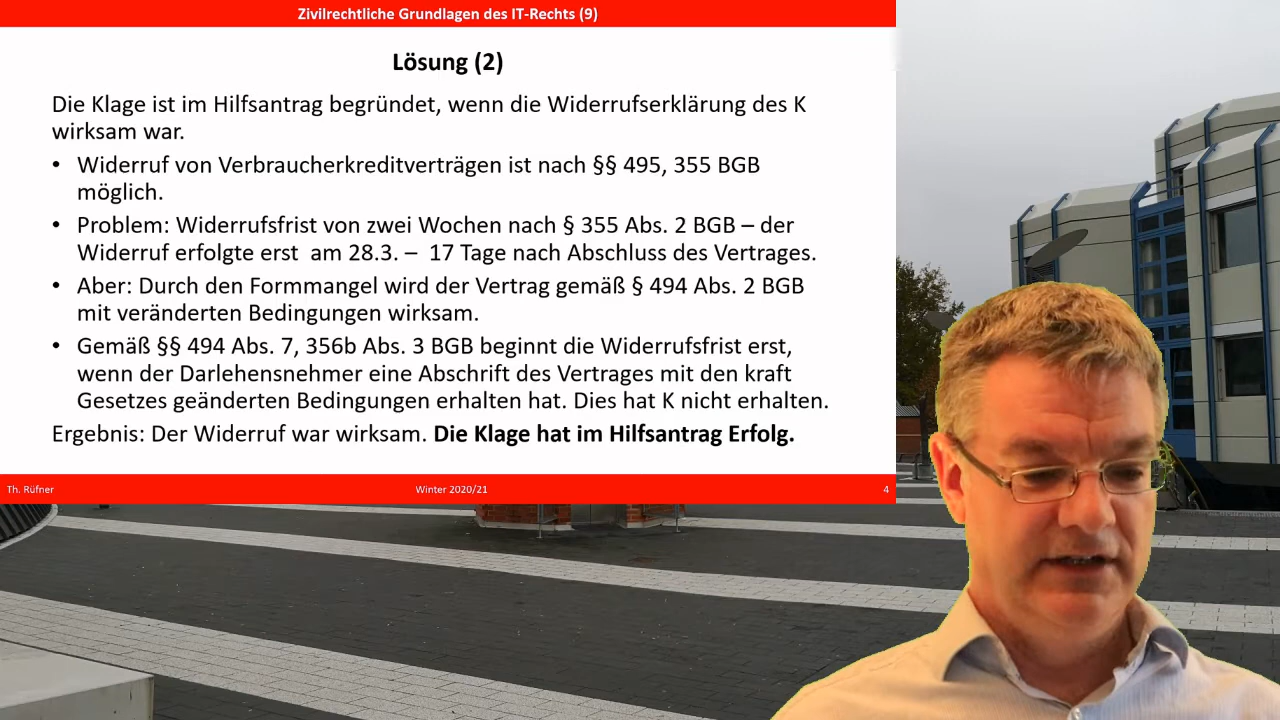 Zivilrechtliche Grundlagen des IT-Rechts (9)
Lösung (2)
Die Klage ist im Hilfsantrag begründet, wenn die Widerrufserklärung des K
wirksam war.
• Widerruf von Verbraucherkreditverträgen ist nach §§ 495, 355 BGB
möglich.
• Problem: Widerrufsfrist von zwei Wochen nach § 355 Abs. 2 BGB – der
Widerruf erfolgte erst am 28.3. – 17 Tage nach Abschluss des Vertrages.
• Aber: Durch den Formmangel wird der Vertrag gemäß § 494 Abs. 2 BGB
mit veränderten Bedingungen wirksam.
• Gemäß §§ 494 Abs. 7, 356b Abs. 3 BGB beginnt die Widerrufsfrist erst,
wenn der Darlehensnehmer eine Abschrift des Vertrages mit den kraft
Gesetzes geänderten Bedingungen erhalten hat. Dies hat K nicht erhalten.
Ergebnis: Der Widerruf war wirksam. Die Klage hat im Hilfsantrag Erfolg.
Th. Rüfner
Winter 2020/21
4